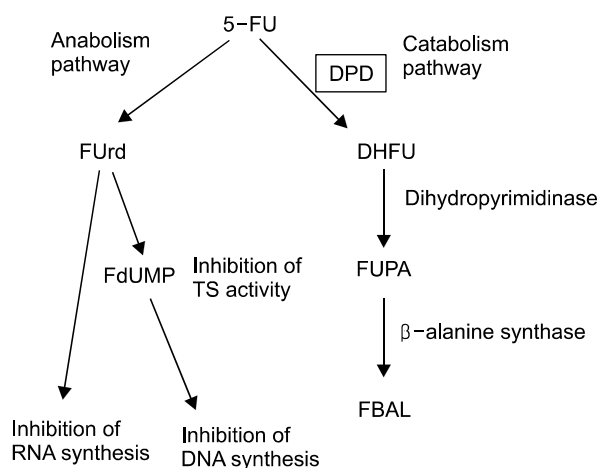 5-FU
Anabolism
pathway
DPD
Catabolism
pathway
FUrd
DHFU
Dihydropyrimidinase
FdUMP
Inhibition of
TS activity
FUPA
β-alanine synthase
FBAL
Inhibition of
RNA synthesis
Inhibition of
DNA synthesis